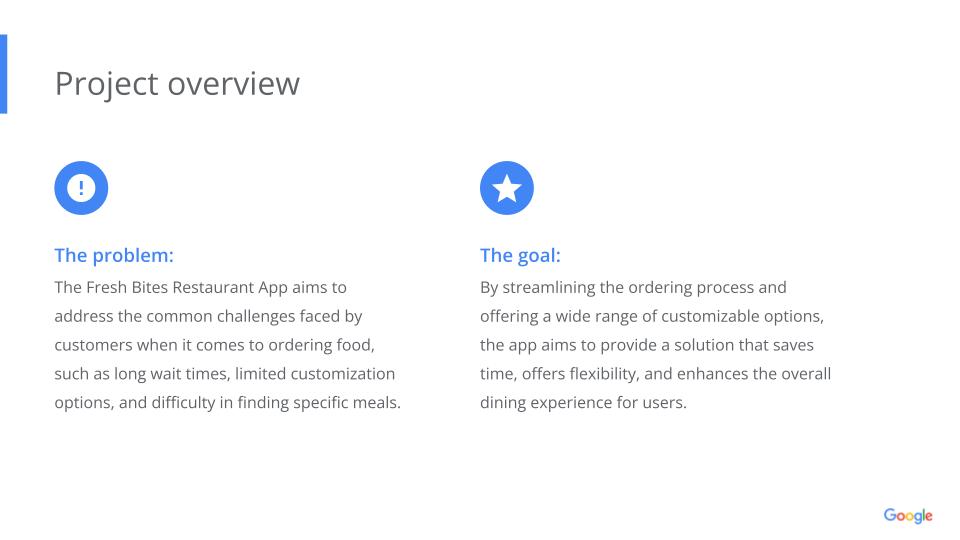 Project overview
The problem:
The Fresh Bites Restaurant App aims to
address the common challenges faced by
customers when it comes to ordering food,
such as long wait times, limited customization
options, and difficulty in finding specific meals.
The goal:
By streamlining the ordering process and
offering a wide range of customizable options,
the app aims to provide a solution that saves
time, offers flexibility, and enhances the overall
dining experience for users.
Google